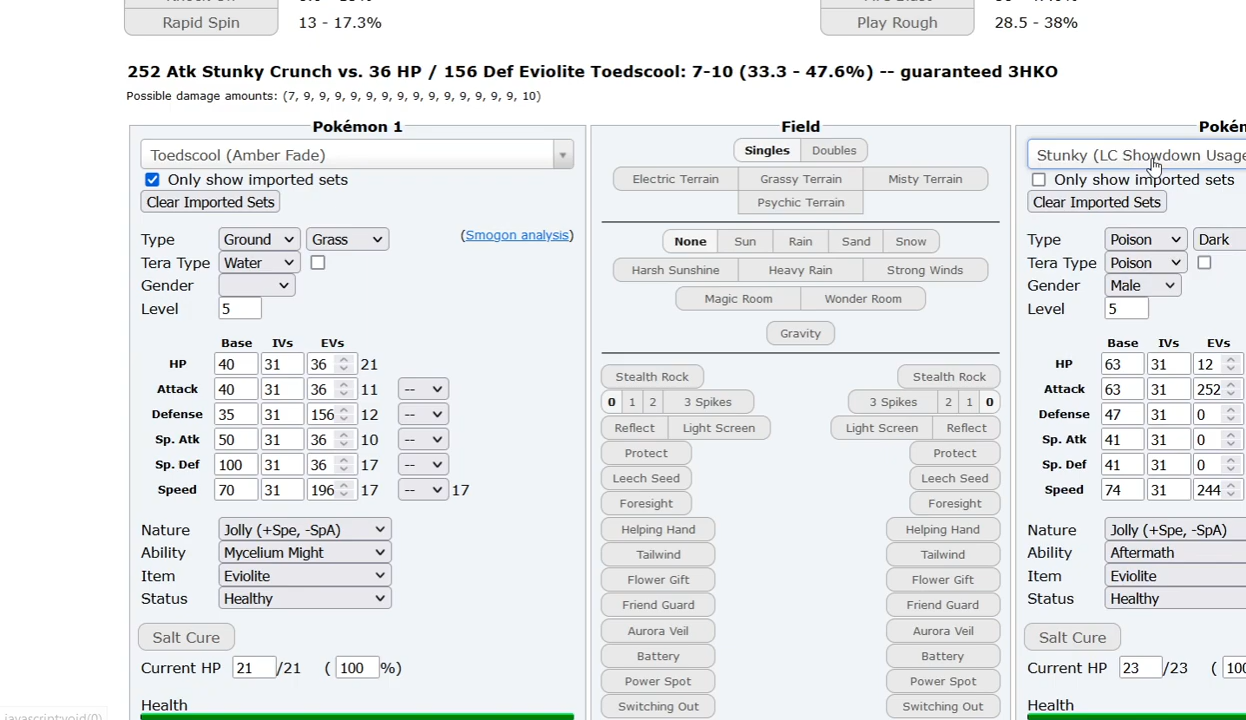 Rapid Spin 13 - 17.3%
Play Rough 28.5 - 38%
252 Atk Stunky Crunch vs. 36 HP / 156 Def Eviolite Toedscool: 7-10 (33.3 - 47.6%) -- guaranteed 3HKO
Possible damage amounts: (7, 9, 9, 9, 9, 9, 9, 9, 9, 9, 9, 9, 9, 9, 9, 10)
Pokémon 1
Toedscool (Amber Fade)
Only show imported sets
Clear Imported Sets
Type Ground Grass (Smogon analysis)
Tera Type Water
Gender
Level 5
Base IVs EVs
HP 40 31 36 21
Attack 40 31 36 11 --
Defense 35 31 156 12 --
Sp. Atk 50 31 36 10 --
Sp. Def 100 31 36 17 --
Speed 70 31 196 17 -- 17
Nature Jolly (+Spe, -SpA)
Ability Mycelium Might
Item Eviolite
Status Healthy
Salt Cure
Current HP 21 /21 ( 100 %)
Health
javascript:void(0)
Field
Singles Doubles
Electric Terrain Grassy Terrain Misty Terrain
Psychic Terrain
None Sun Rain Sand Snow
Harsh Sunshine Heavy Rain Strong Winds
Magic Room Wonder Room
Gravity
Stealth Rock Stealth Rock
0 1 2 3 Spikes 3 Spikes 2 1 0
Reflect Light Screen Light Screen Reflect
Protect Protect
Leech Seed Leech Seed
Foresight Foresight
Helping Hand Helping Hand
Tailwind Tailwind
Flower Gift Flower Gift
Friend Guard Friend Guard
Aurora Veil Aurora Veil
Battery Battery
Power Spot Power Spot
Switching Out Switching Out
Pokém
Stunky (LC Showdown Usage
Only show imported sets
Clear Imported Sets
Type Poison Dark
Tera Type Poison
Gender Male
Level 5
Base IVs EVs
HP 63 31 12
Attack 63 31 252
Defense 47 31 0
Sp. Atk 41 31 0
Sp. Def 41 31 0
Speed 74 31 244
Nature Jolly (+Spe, -SpA)
Ability Aftermath
Item Eviolite
Status Healthy
Salt Cure
Current HP 23 /23 ( 100
Health